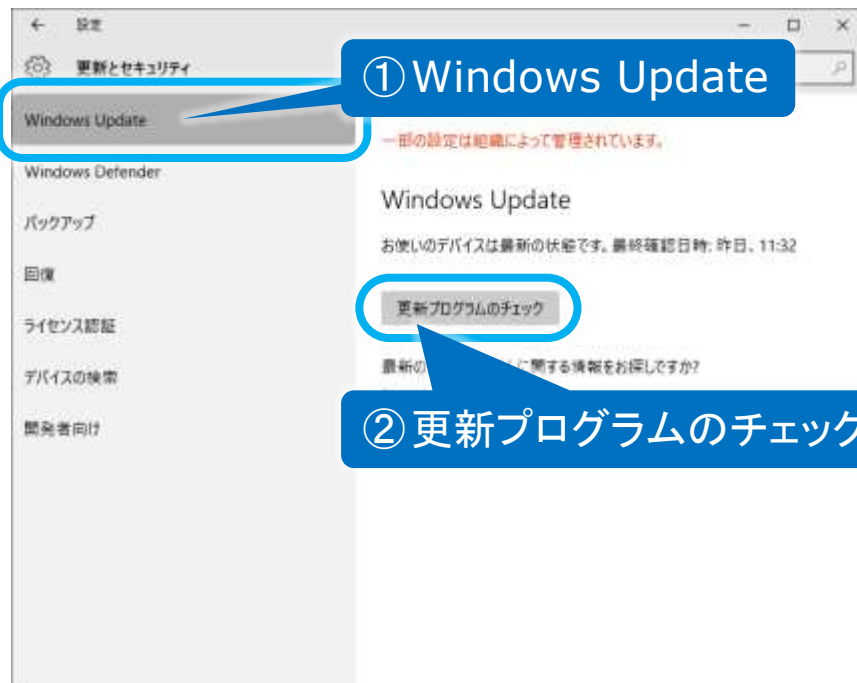 設定
更新とセキュリティ
①Windows Update
Windows Update
一部の設定は組織によって管理されています。
Windows Defender
Windows Update
バックアップ
お使いのデバイスは最新の状態です。最終確認日時: 昨日、11:32
回復
更新プログラムのチェック
ライセンス認証
最新の
に関する情報をお探しですか?
デバイスの検索
②更新プログラムのチェック
開発者向け